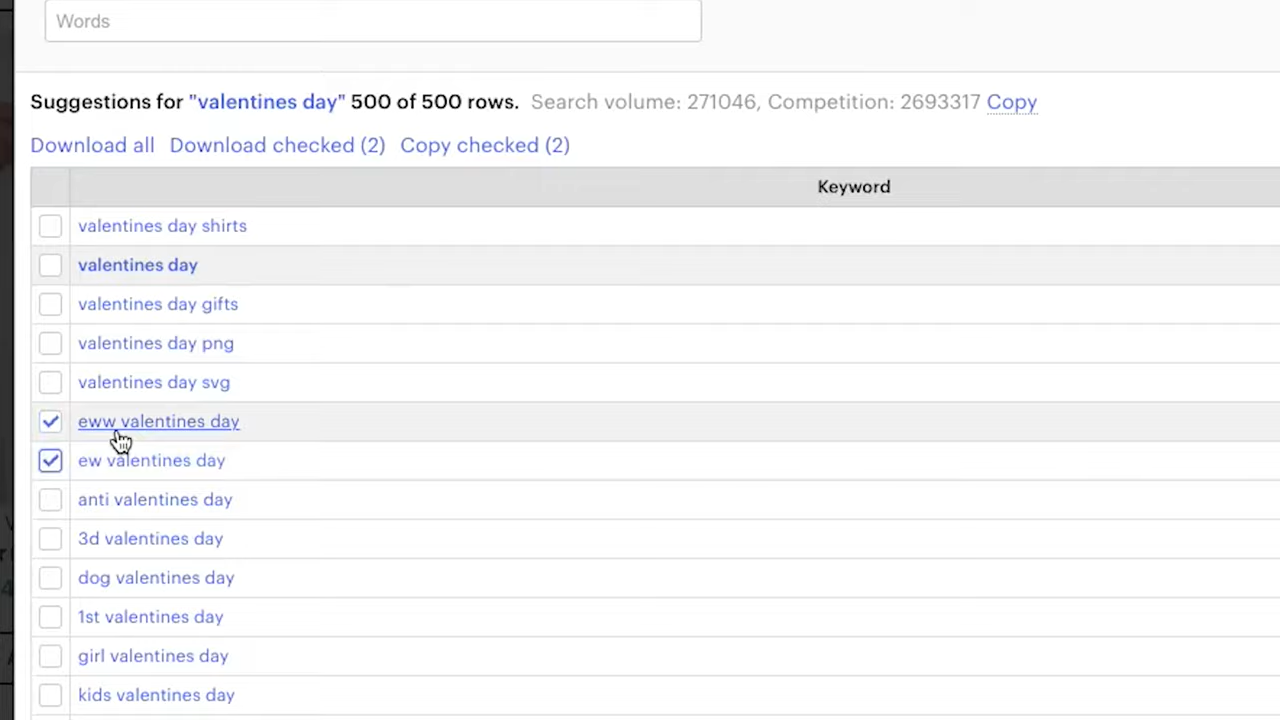 Words
Suggestions for "valentines day" 500 of 500 rows. Search volume: 271046, Competition: 2693317 Copy
Download all Download checked (2) Copy checked (2)
Keyword
valentines day shirts
valentines day
valentines day gifts
valentines day png
valentines day svg
eww valentines day
ew valentines day
anti valentines day
3d valentines day
dog valentines day
1st valentines day
girl valentines day
kids valentines day